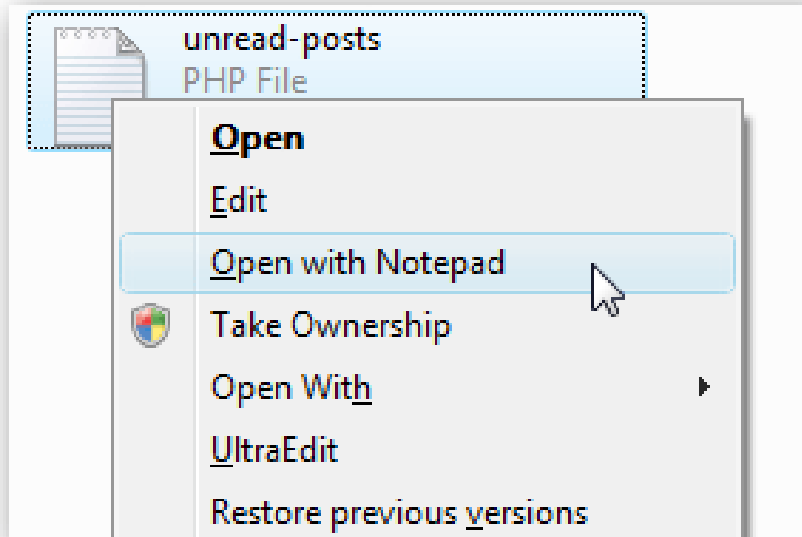 unread-posts
PHP File
Open
Edit
Open with Notepad
Take Ownership
Open With
UltraEdit
Restore previous versions